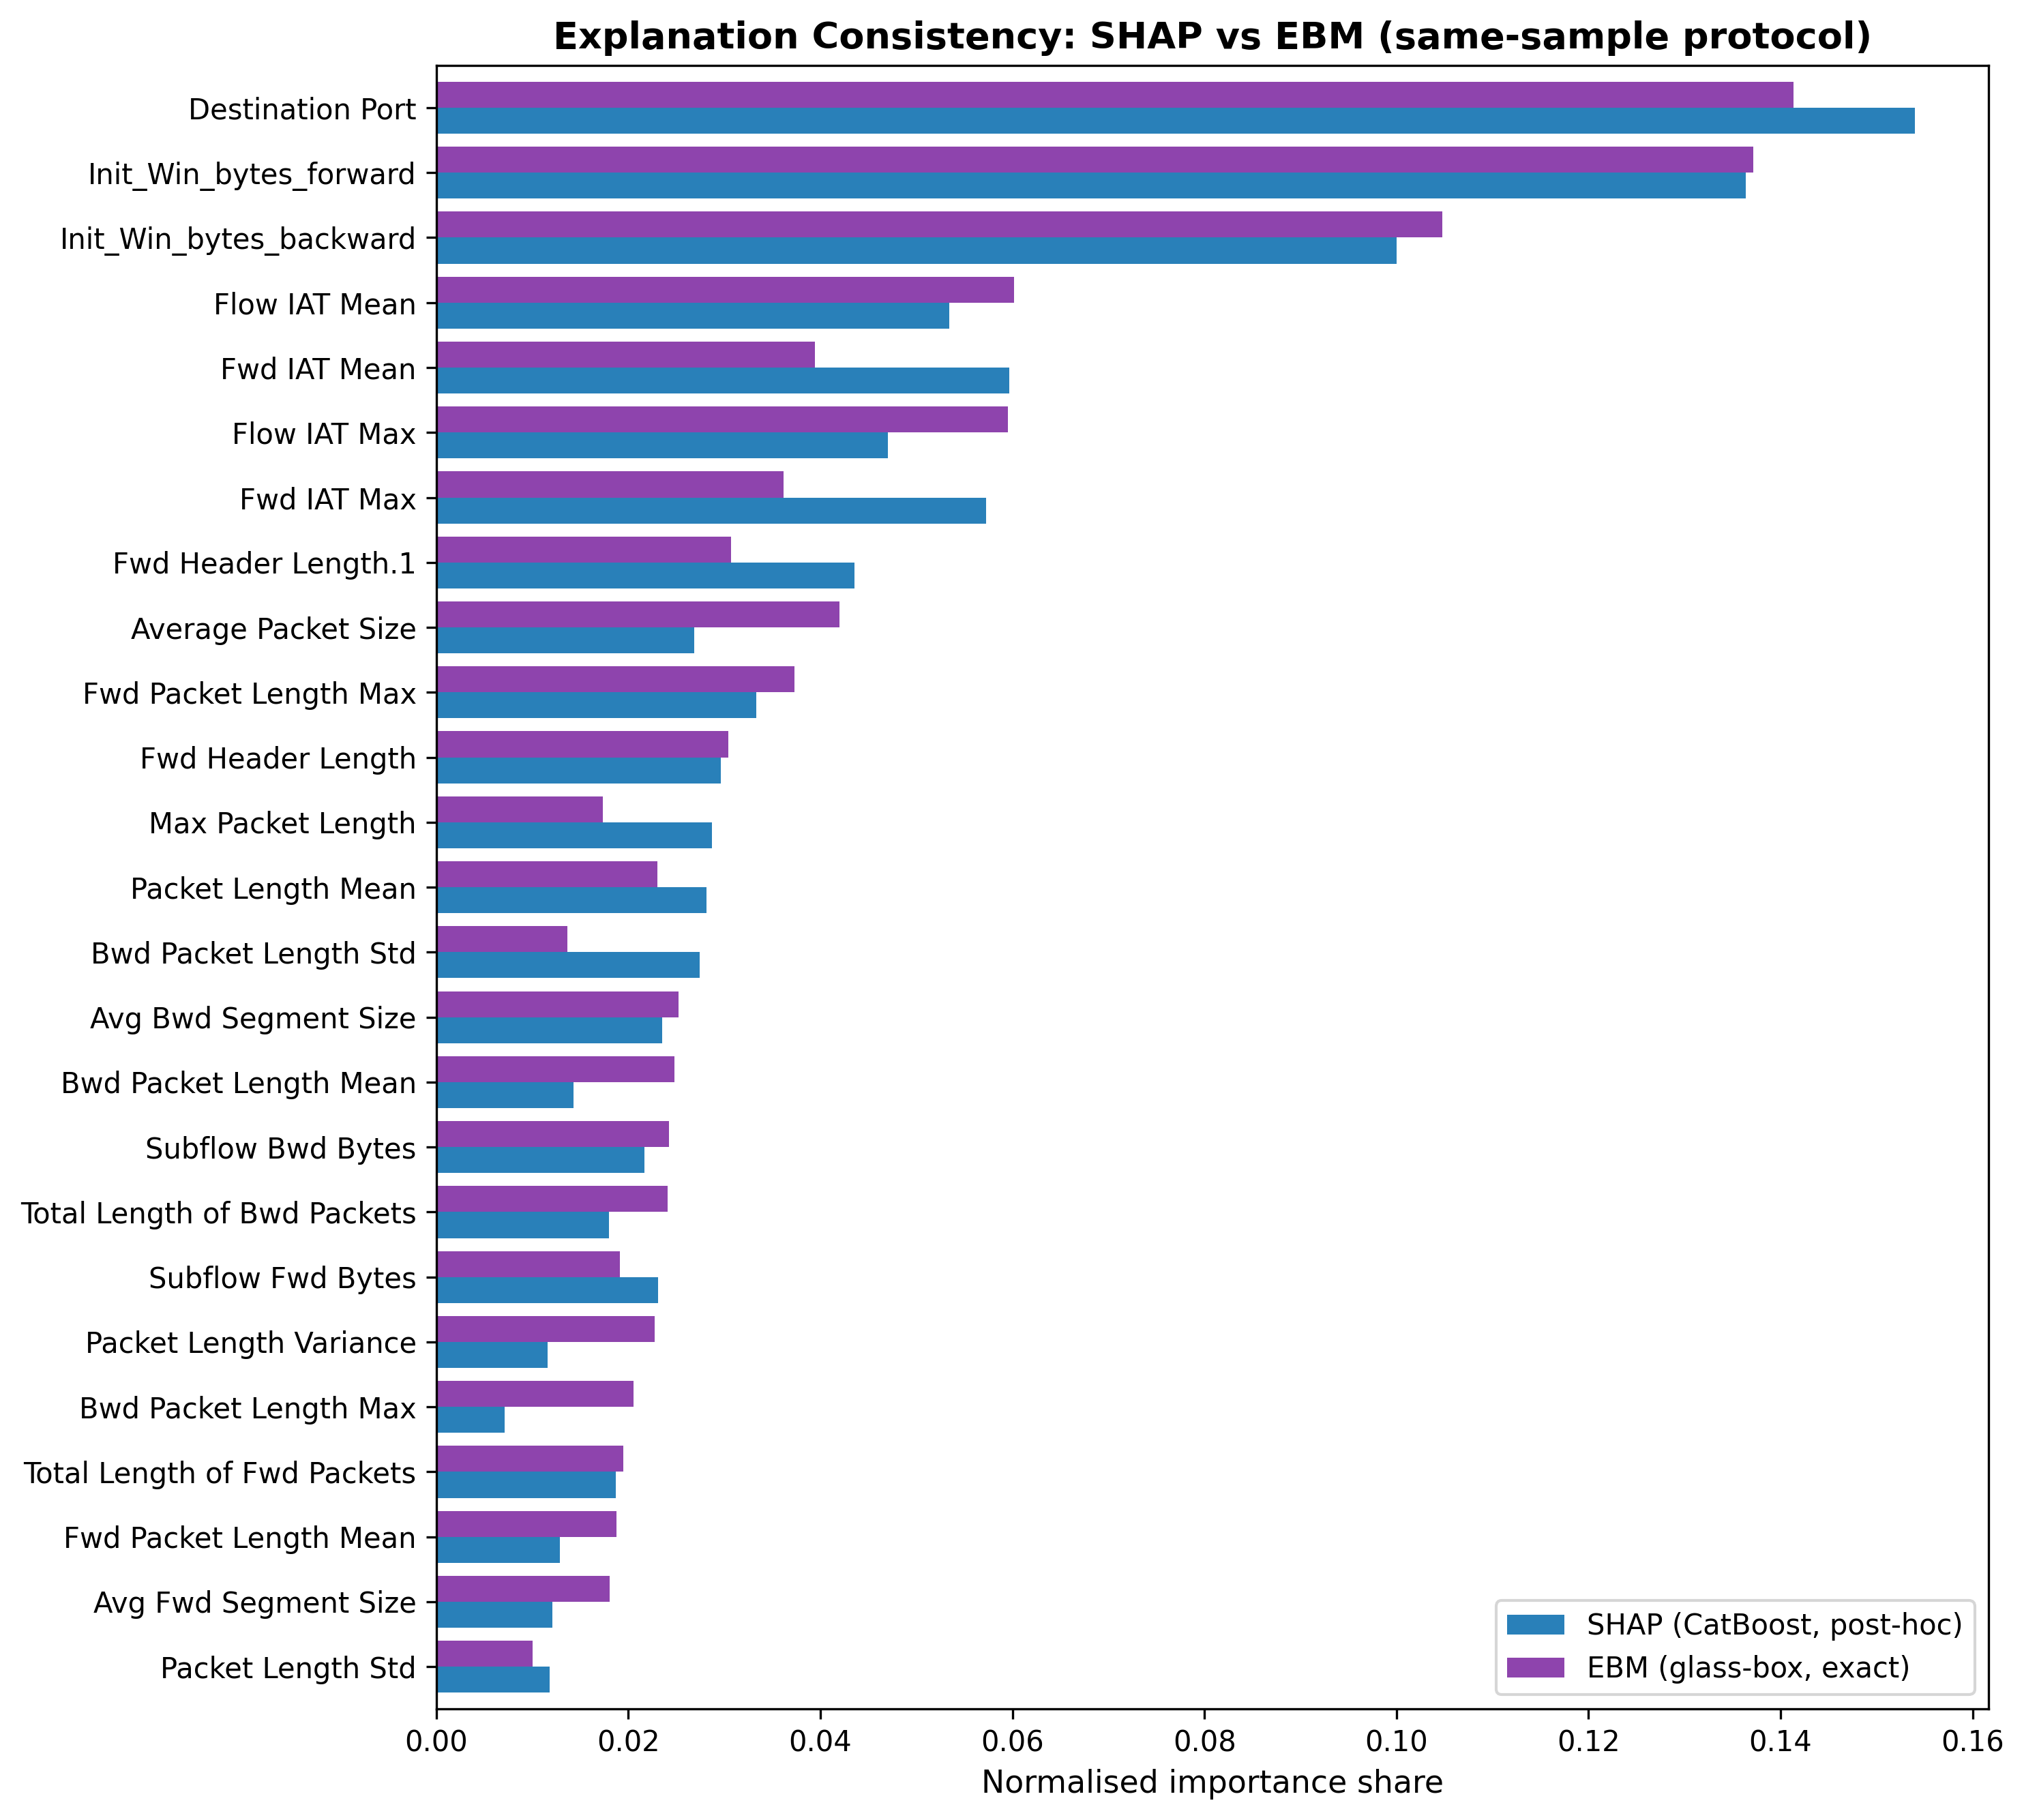 Explanation Consistency: SHAP vs EBM (same-sample protocol)
Destination Port
Init_Win_bytes_forward
Init_Win_bytes_backward
Flow IAT Mean
Fwd IAT Mean
Flow IAT Max
Fwd IAT Max
Fwd Header Length.1
Average Packet Size
Fwd Packet Length Max
Fwd Header Length
Max Packet Length
Packet Length Mean
Bwd Packet Length Std
Avg Bwd Segment Size
Bwd Packet Length Mean
Subflow Bwd Bytes
Total Length of Bwd Packets
Subflow Fwd Bytes
Packet Length Variance
Bwd Packet Length Max
Total Length of Fwd Packets
Fwd Packet Length Mean
Avg Fwd Segment Size
Packet Length Std
SHAP (CatBoost, post-hoc)
EBM (glass-box, exact)
0.00 0.02 0.04 0.06 0.08 0.10 0.12 0.14 0.16
Normalised importance share